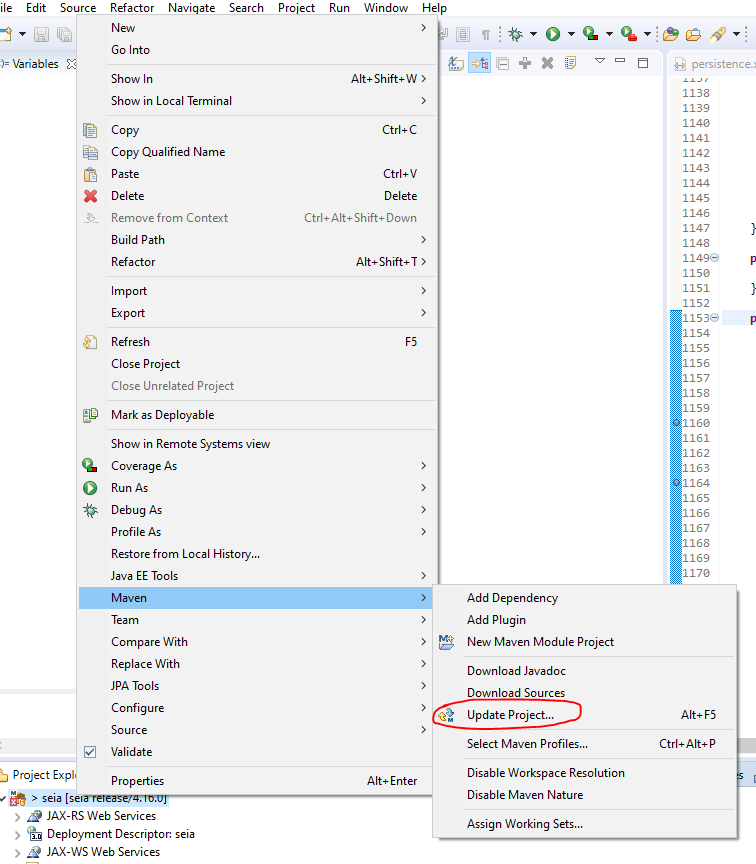 ile Edit Source Refactor Navigate Search Project Run Window Help
Variables
persistence.x
New
Go Into
Show In Alt+Shift+W
Show in Local Terminal
Copy Ctrl+C
Copy Qualified Name
Paste Ctrl+V
Delete Delete
Remove from Context Ctrl+Alt+Shift+Down
Build Path
Refactor Alt+Shift+T
Import
Export
Refresh F5
Close Project
Close Unrelated Project
Mark as Deployable
Show in Remote Systems view
Coverage As
Run As
Debug As
Profile As
Restore from Local History...
Java EE Tools
Maven
Team
Compare With
Replace With
JPA Tools
Configure
Source
Validate
Properties Alt+Enter
Add Dependency
Add Plugin
New Maven Module Project
Download Javadoc
Download Sources
Update Project... Alt+F5
Select Maven Profiles... Ctrl+Alt+P
Disable Workspace Resolution
Disable Maven Nature
Assign Working Sets...
1137
1138
1139
1140
1141
1142
1143
1144
1145
1146
1147 }
1148
1149 p
1150
1151 }
1152
1153 p
1154
1155
1156
1157
1158
1159
1160
1161
1162
1163
1164
1165
1166
1167
1168
1169
1170
Project Explo
es
> seia [seia release/4.16.0]
JAX-RS Web Services
Deployment Descriptor: seia
JAX-WS Web Services